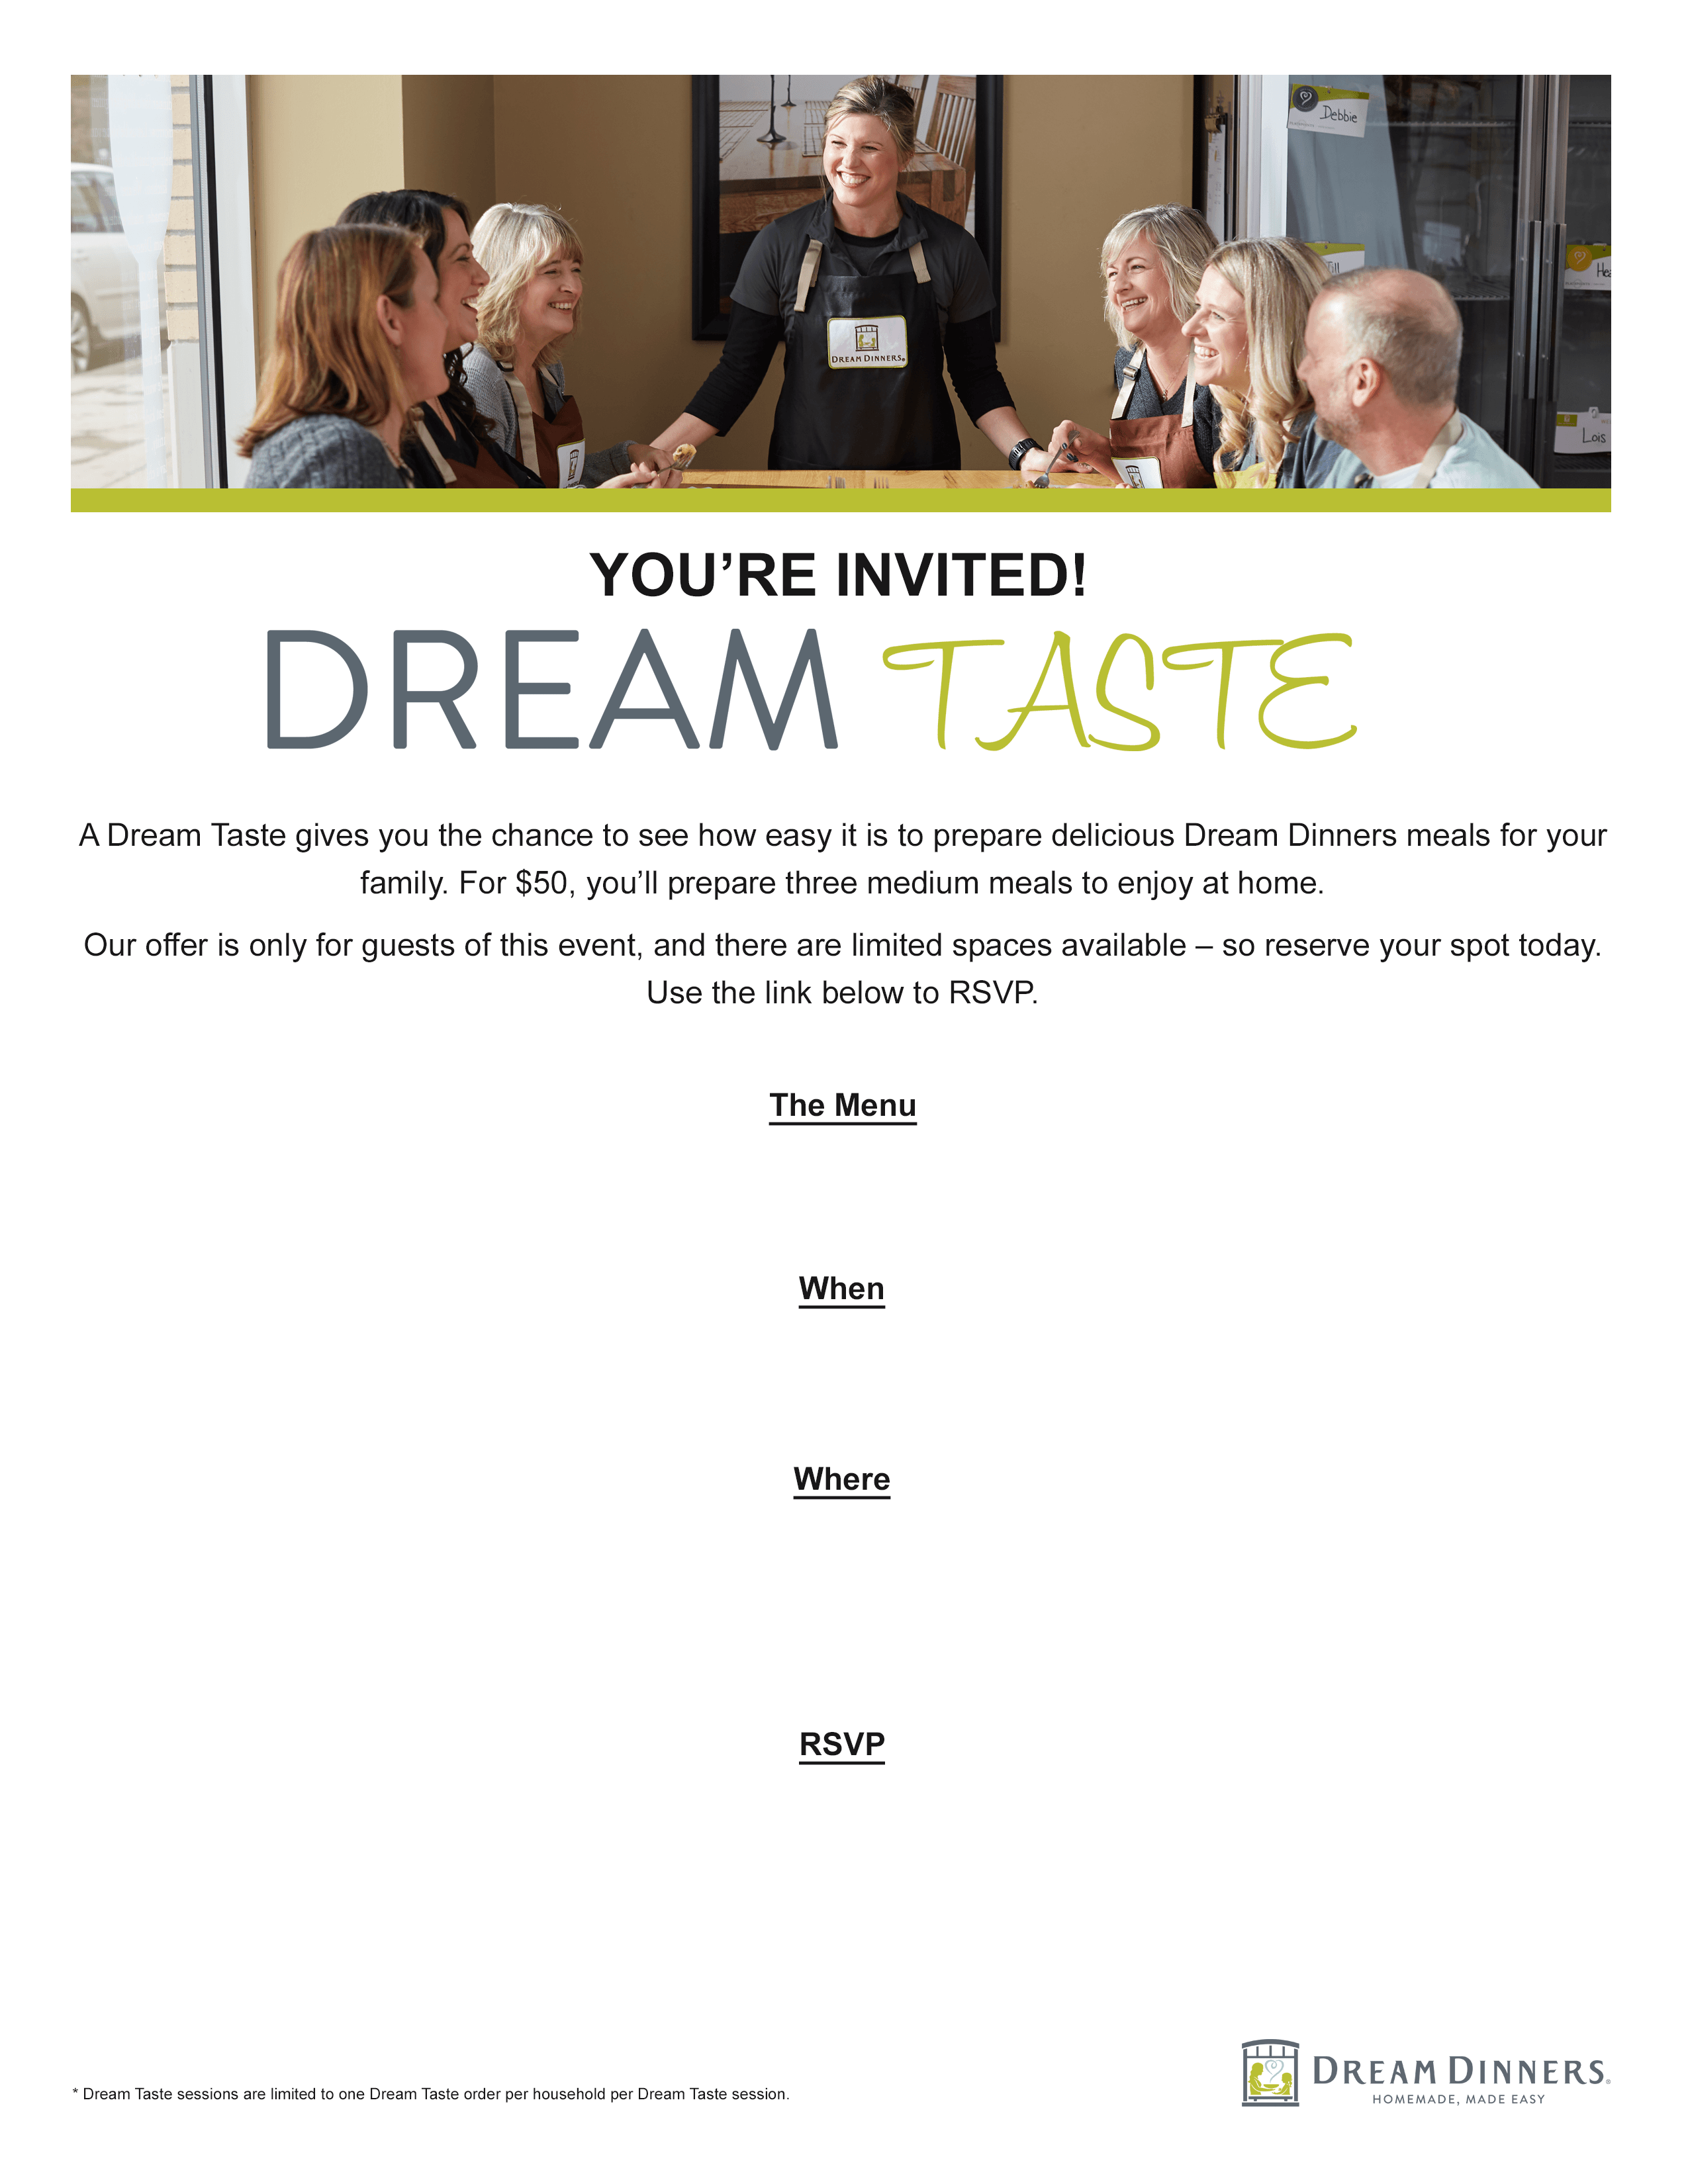 Debbie
Jill
Hea
Lois
DREAM DINNERS
YOU’RE INVITED!
DREAM TASTE
A Dream Taste gives you the chance to see how easy it is to prepare delicious Dream Dinners meals for your
family. For $50, you’ll prepare three medium meals to enjoy at home.
Our offer is only for guests of this event, and there are limited spaces available – so reserve your spot today.
Use the link below to RSVP.
The Menu
When
Where
RSVP
* Dream Taste sessions are limited to one Dream Taste order per household per Dream Taste session.
DREAM DINNERS®
HOMEMADE, MADE EASY